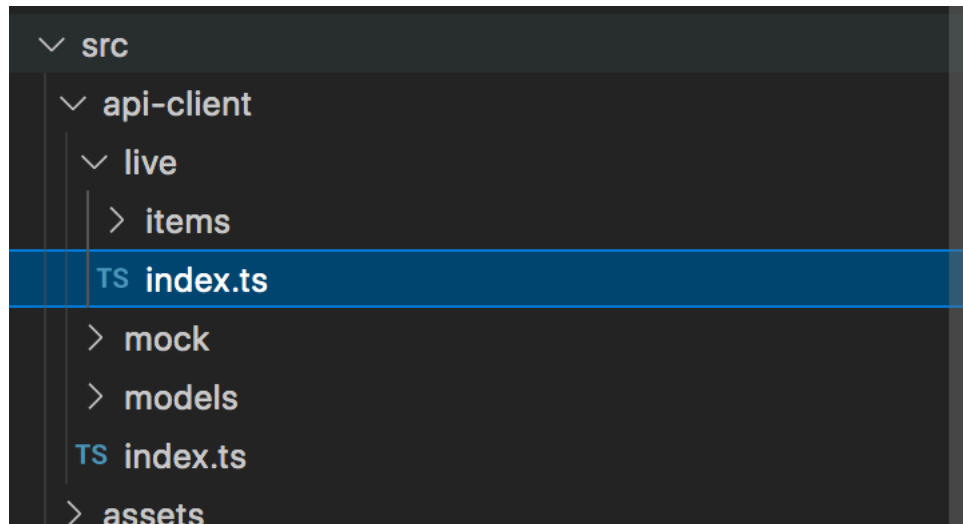 src
api-client
live
items
TS index.ts
mock
models
TS index.ts
assets